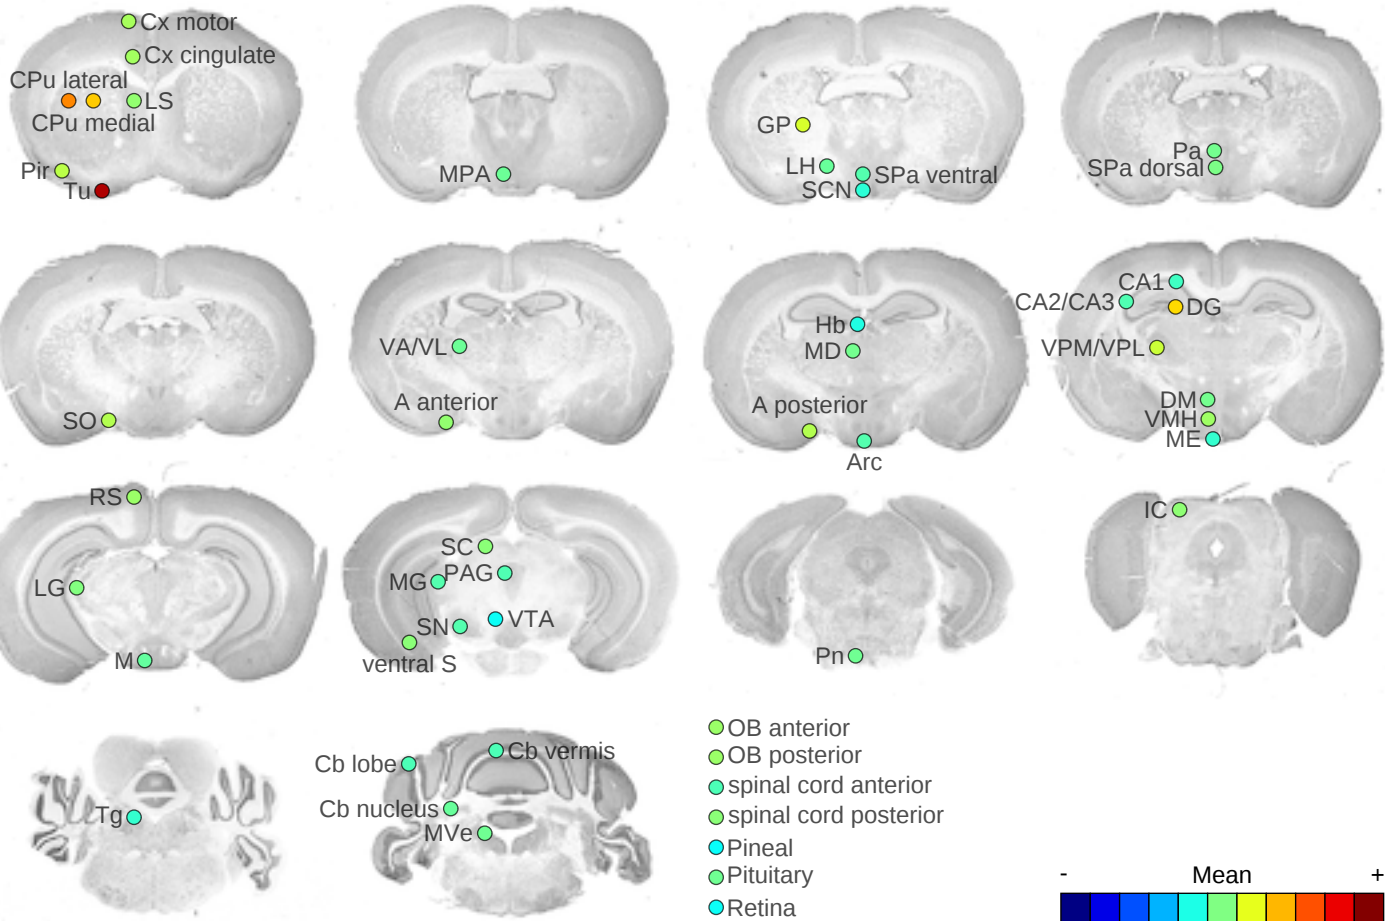 Cx motor
Cx cingulate
CPu lateral
LS
CPu medial
Pir
Tu
MPA
GP
LH
SPa ventral
SCN
Pa
SPa dorsal
SO
VA/VL
A anterior
Hb
MD
A posterior
Arc
CA1
CA2/CA3
DG
VPM/VPL
DM
VMH
ME
RS
LG
M
SC
PAG
MG
SN
VTA
ventral S
Pn
IC
Tg
Cb vermis
Cb lobe
Cb nucleus
MVe
OB anterior
OB posterior
spinal cord anterior
spinal cord posterior
Pineal
Pituitary
Retina
- Mean +